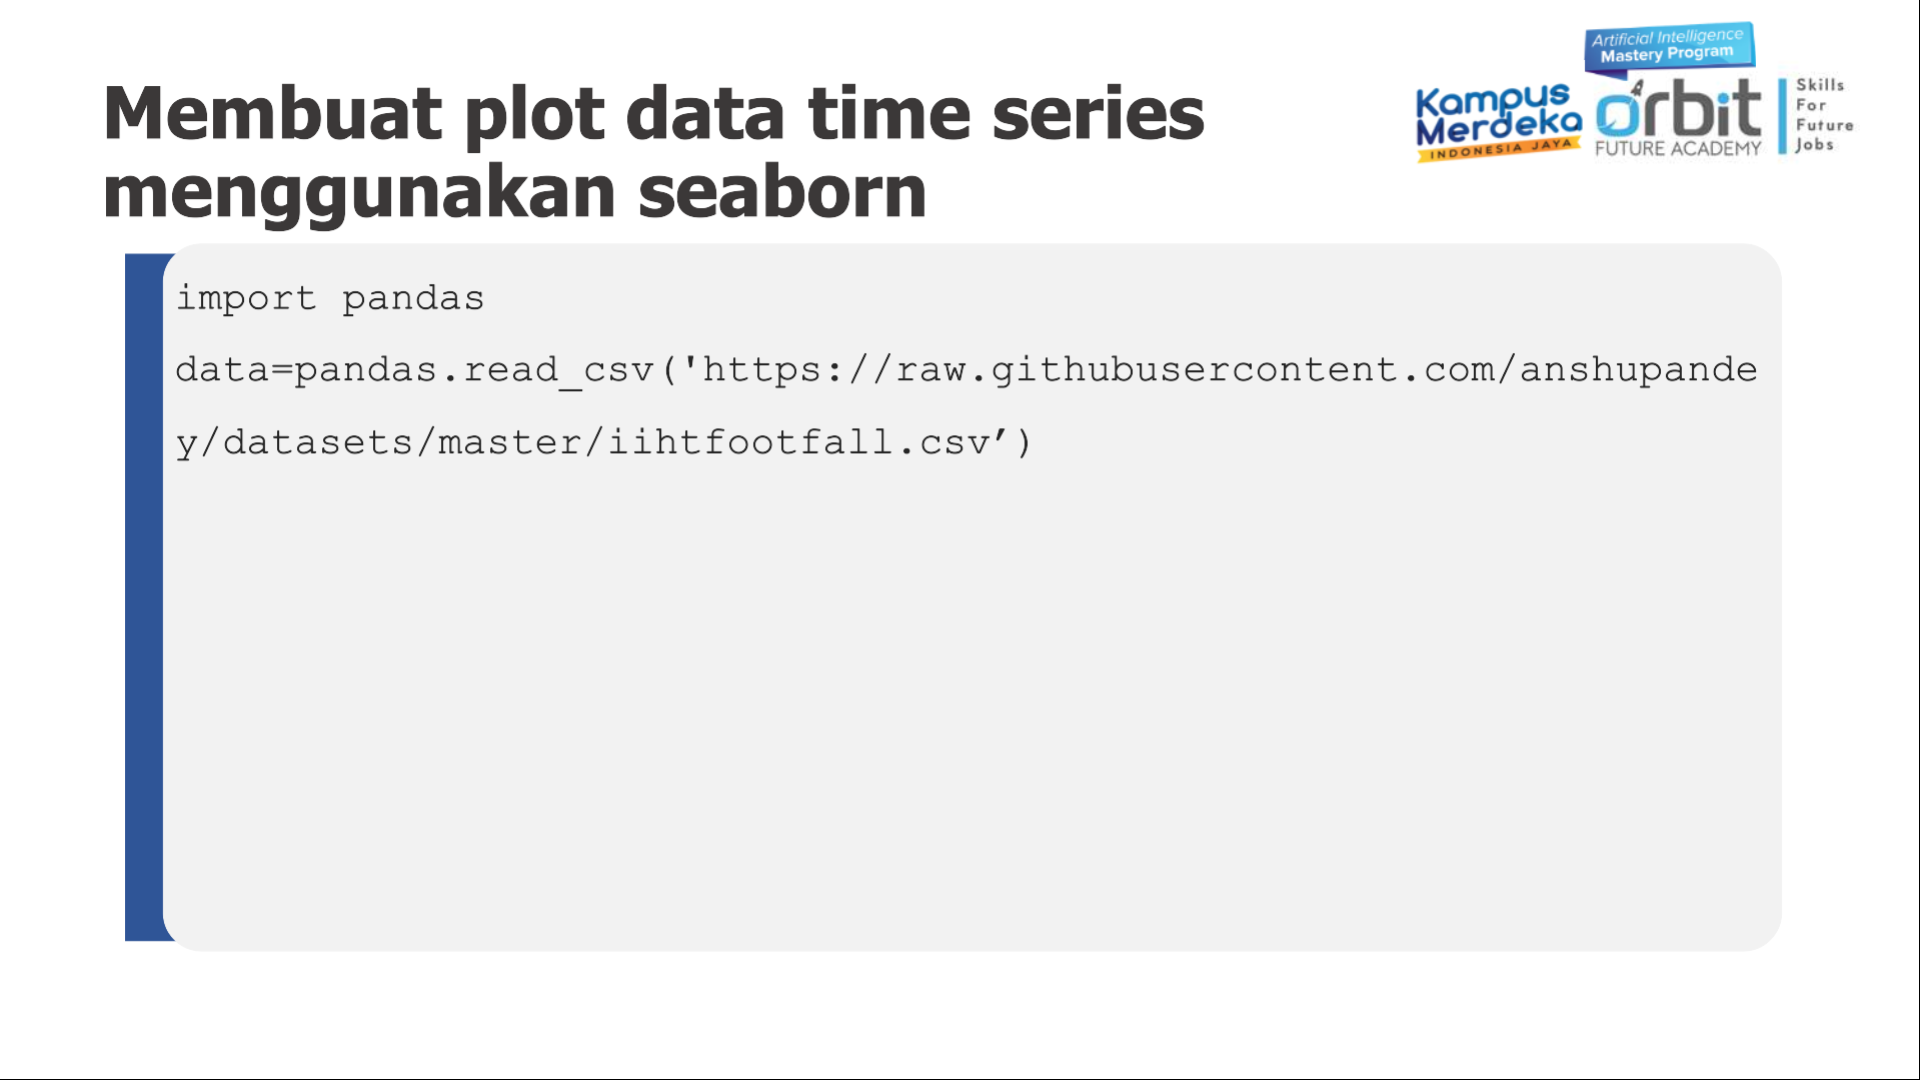 Artificial Intelligence
Mastery Program
Kampus
Merdeka
INDONESIA JAYA
orbit
FUTURE ACADEMY
Skills
For
Future
Jobs
Membuat plot data time series
menggunakan seaborn
import pandas
data=pandas.read_csv('https://raw.githubusercontent.com/anshupande
y/datasets/master/iihtfootfall.csv’)